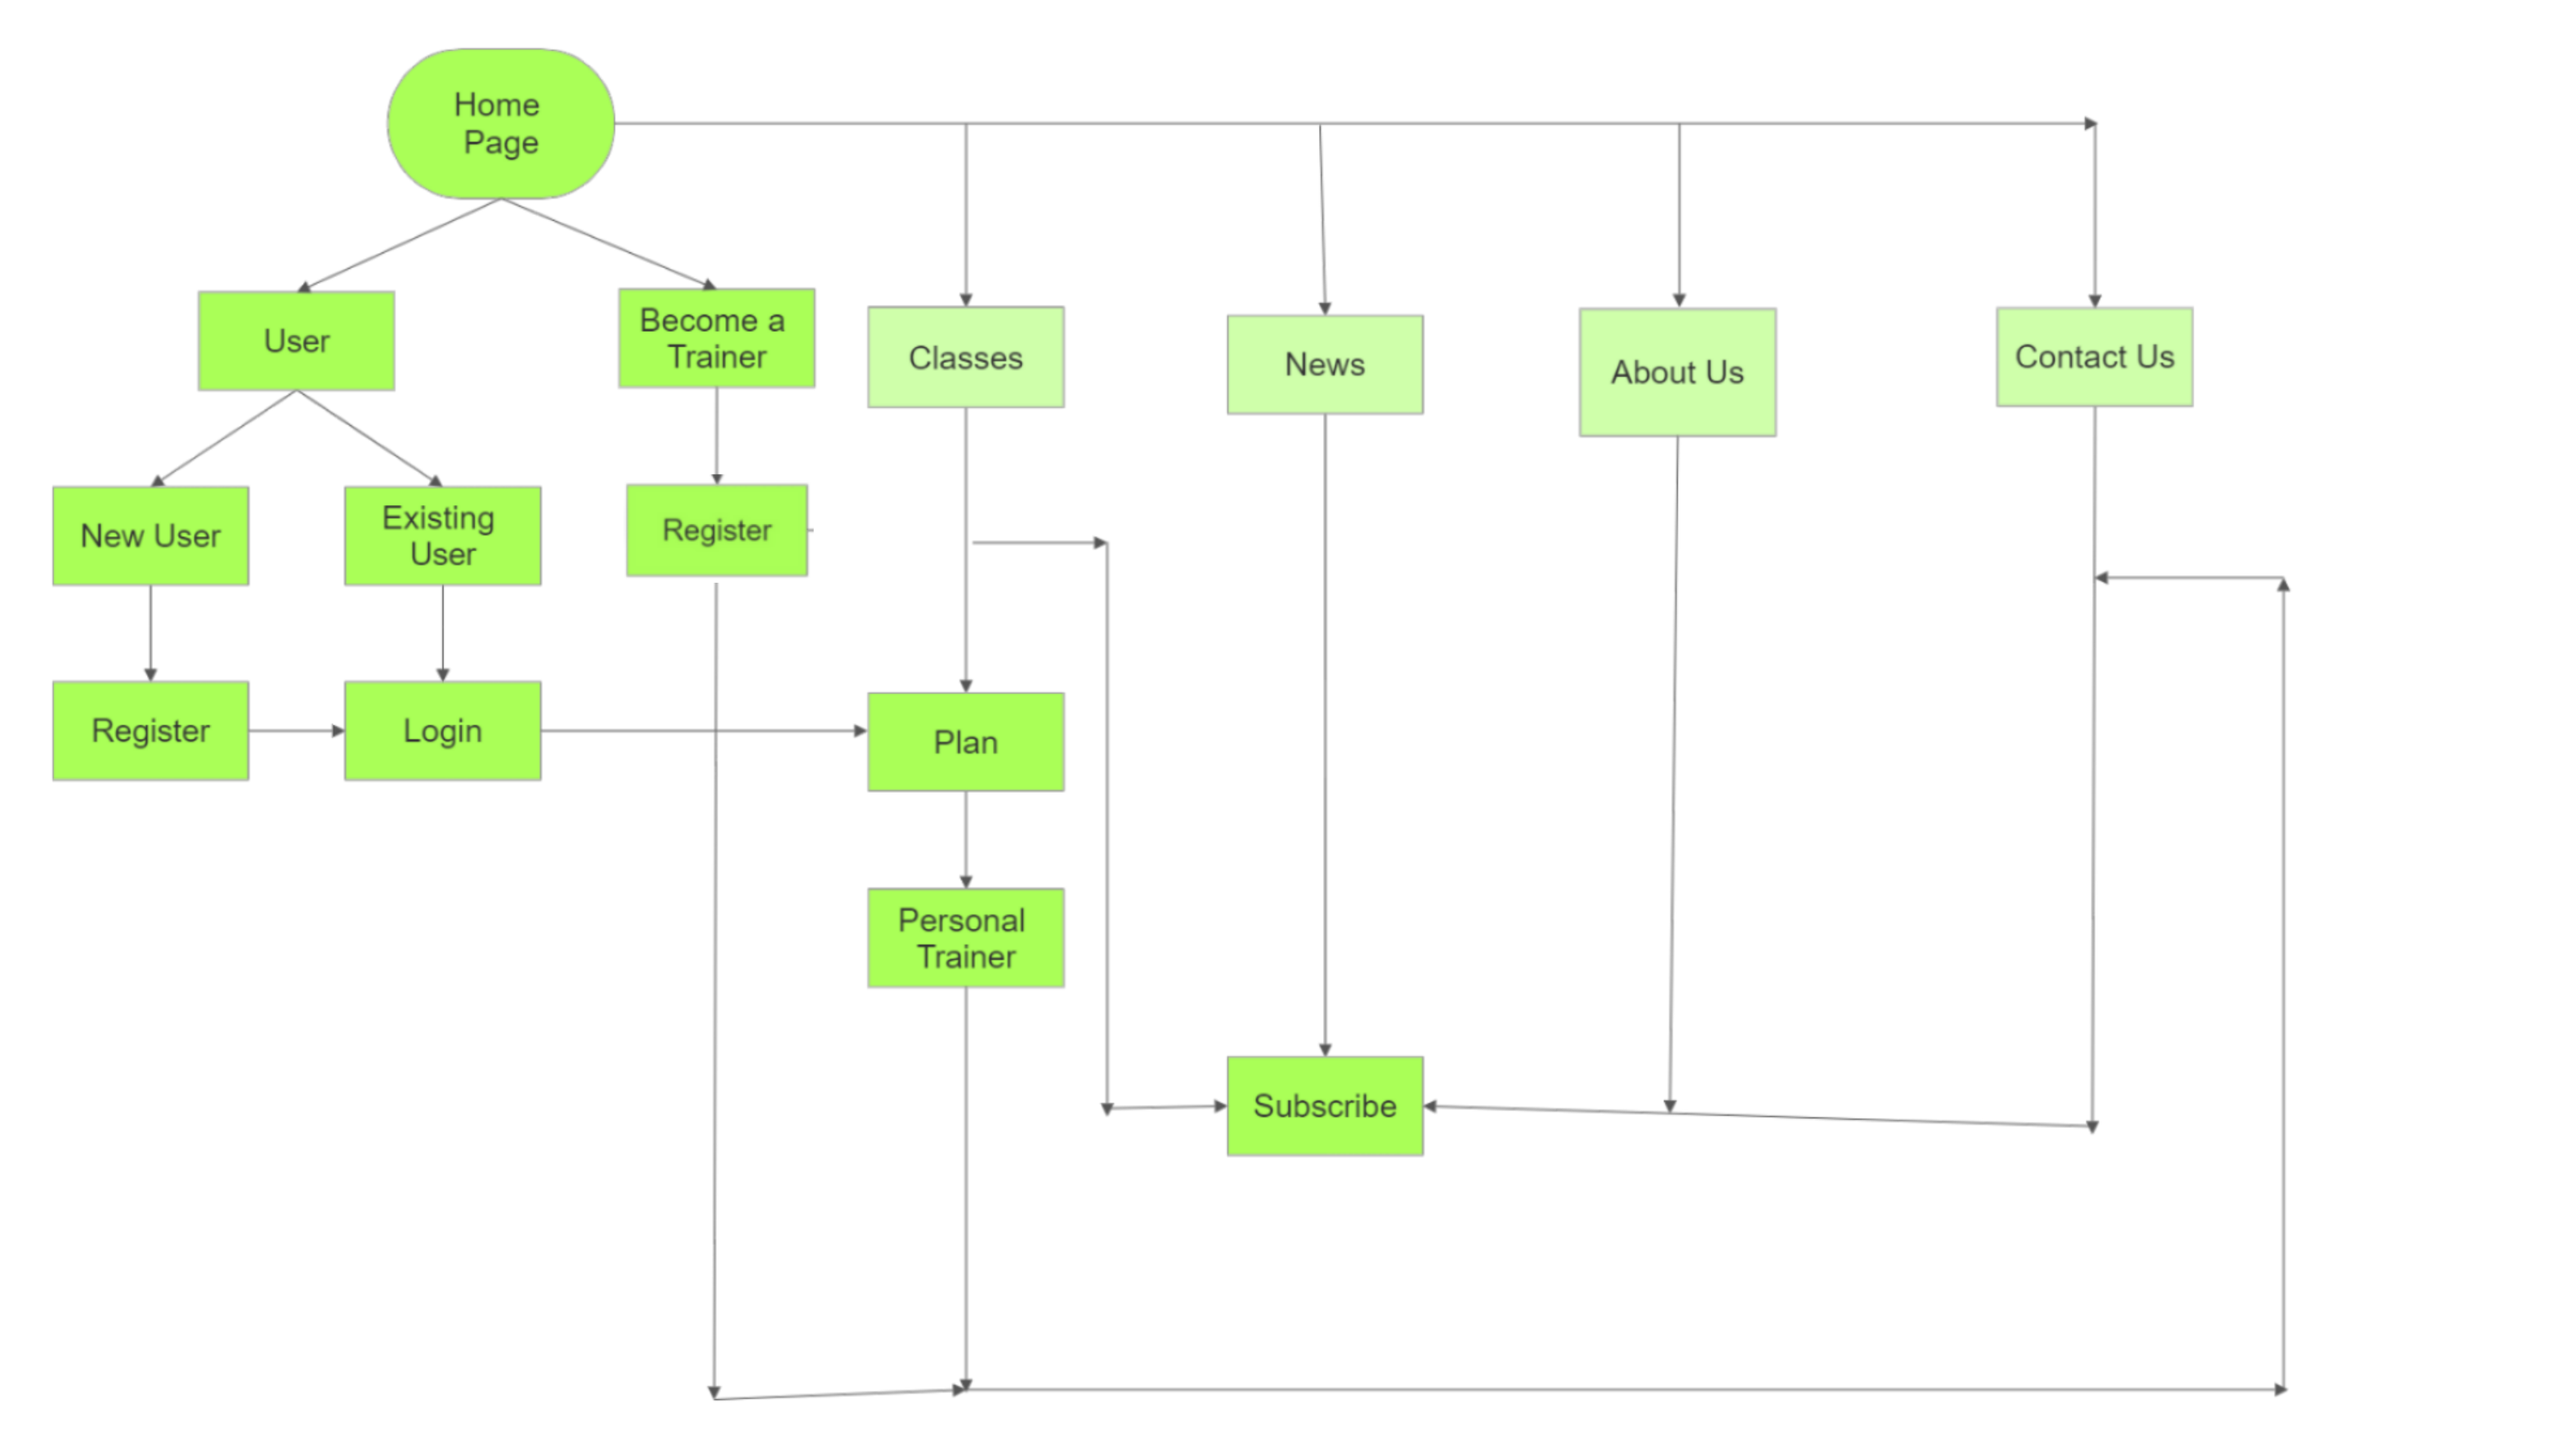 Home
Page
User
Become a
Trainer
Classes
News
About Us
Contact Us
New User
Existing
User
Register
Register
Login
Plan
Personal
Trainer
Subscribe